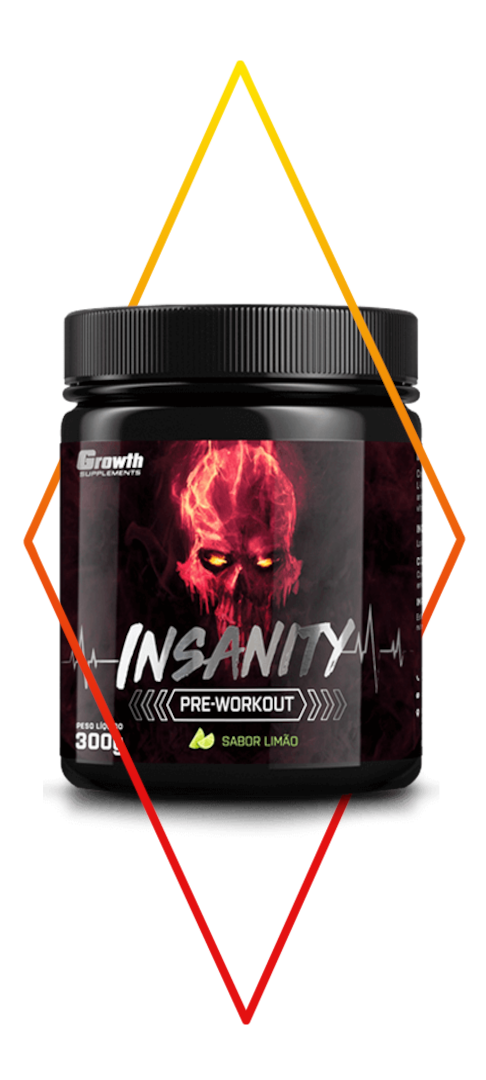 Growth
SUPPLEMENTS
INSANITY
PRE-WORKOUT
PESO LÍQUIDO
300g
SABOR LIMÃO